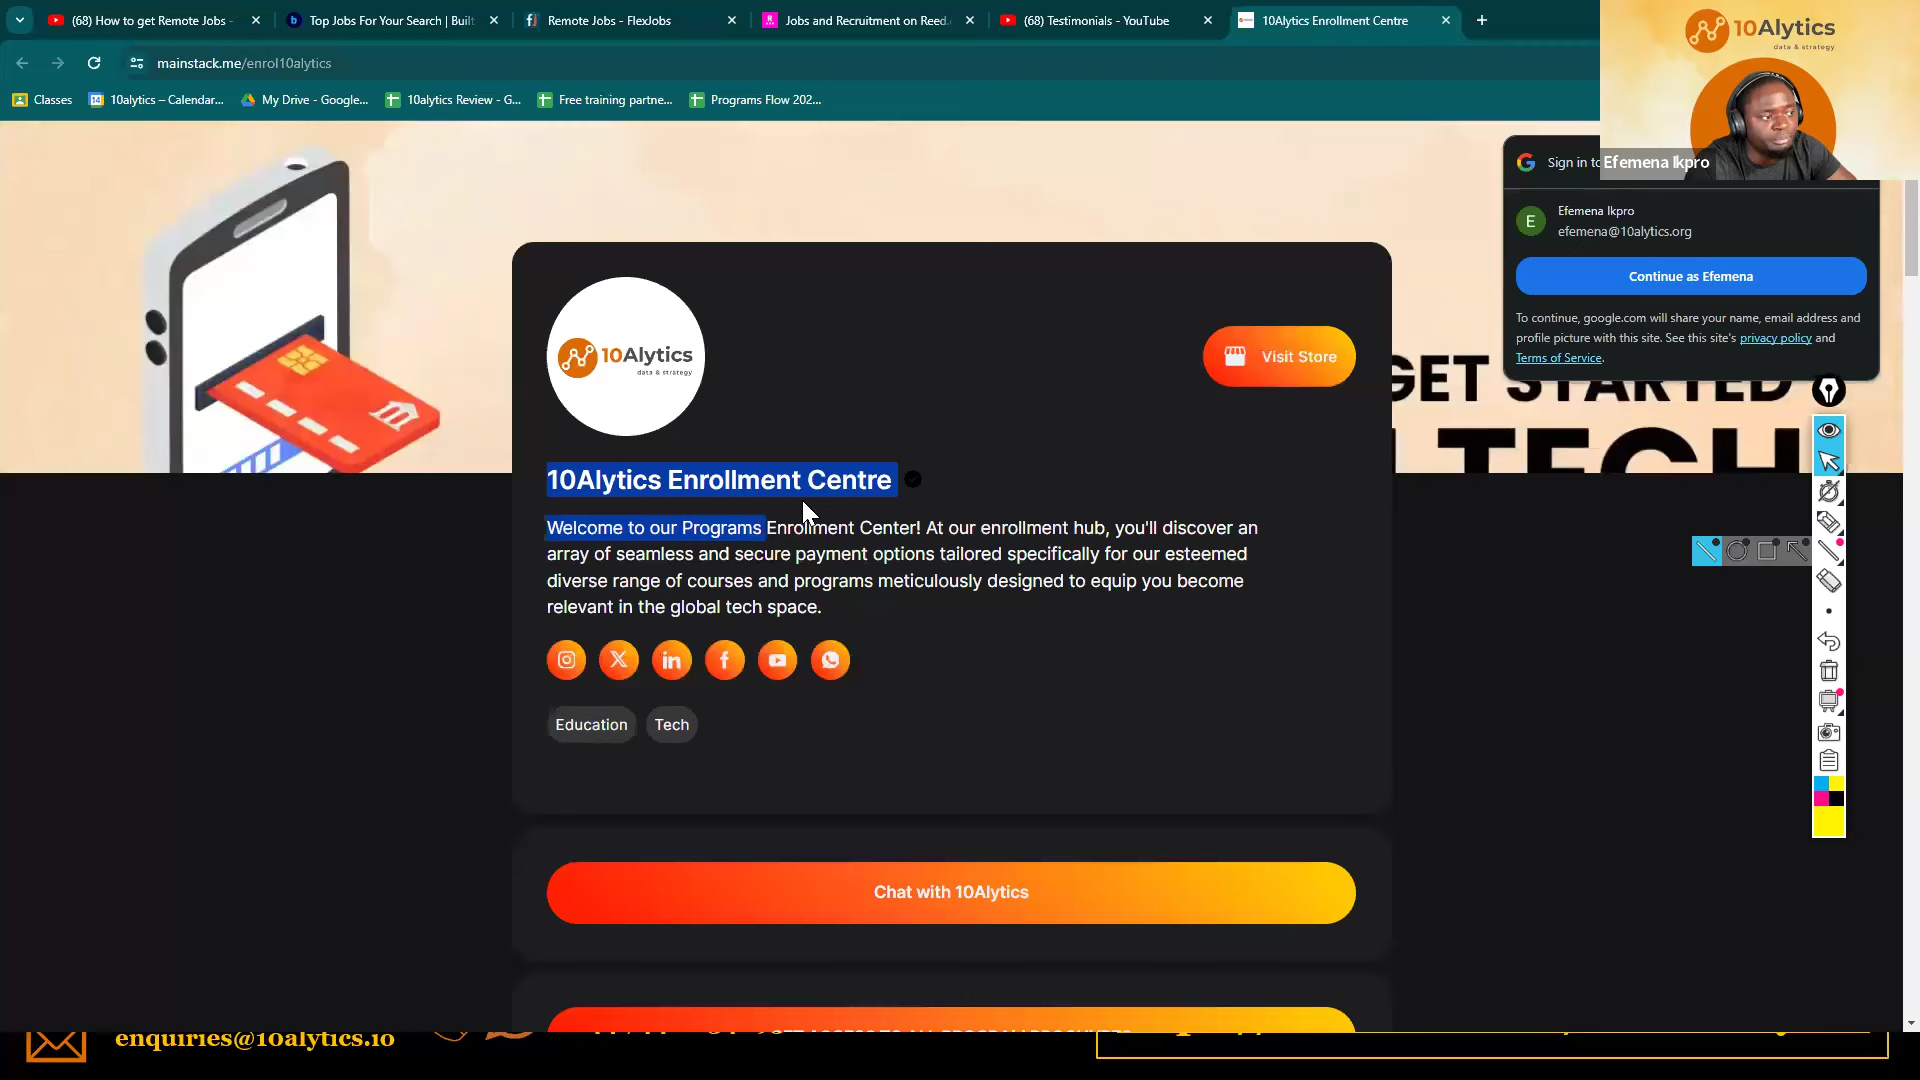 (68) How to get Remote Jobs -
Top Jobs For Your Search | Built
Remote Jobs - FlexJobs
Jobs and Recruitment on Reed.
(68) Testimonials - YouTube
10Alytics Enrollment Centre
mainstack.me/enrol10alytics
Classes
10alytics – Calendar...
My Drive - Google...
10alytics Review - G...
Free training partne...
Programs Flow 202...
10Alytics
data & strategy
Efemena Ikpro
Sign in to
Efemena Ikpro
efemena@10alytics.org
Continue as Efemena
To continue, google.com will share your name, email address and
profile picture with this site. See this site's privacy policy and
Terms of Service.
GET STARTED
TECH
10Alytics
data & strategy
Visit Store
10Alytics Enrollment Centre
Welcome to our Programs Enrollment Center! At our enrollment hub, you'll discover an
array of seamless and secure payment options tailored specifically for our esteemed
diverse range of courses and programs meticulously designed to equip you become
relevant in the global tech space.
Education
Tech
Chat with 10Alytics
enquiries@10alytics.io